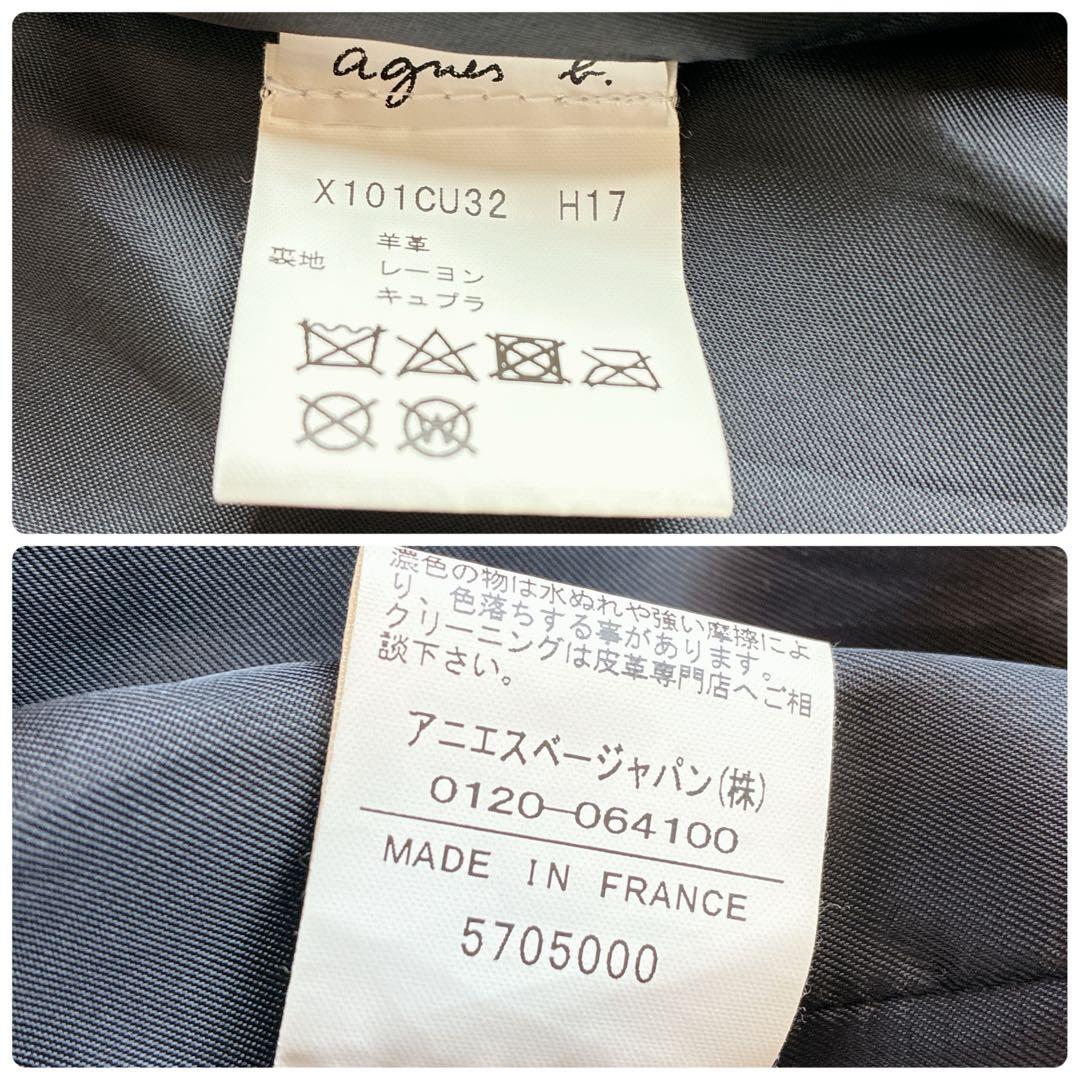 agnes b.
X101CU32 H17
羊革
裏地 レーヨン
キュプラ
濃色の物は水ぬれや強い摩擦によ
り、色落ちする事があります。
クリーニングは皮革専門店へご相
談下さい。
アニエスベージャパン(株)
0120-064100
MADE IN FRANCE
5705000